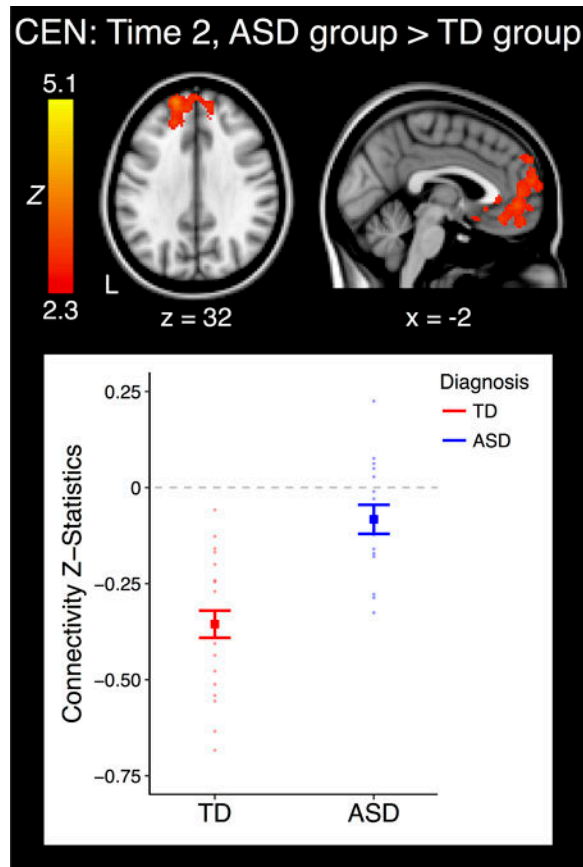 CEN: Time 2, ASD group > TD group
5.1
Z
2.3
L
z = 32
x = -2
Connectivity Z−Statistics
0.25
0
−0.25
−0.50
−0.75
TD
ASD
Diagnosis
TD
ASD